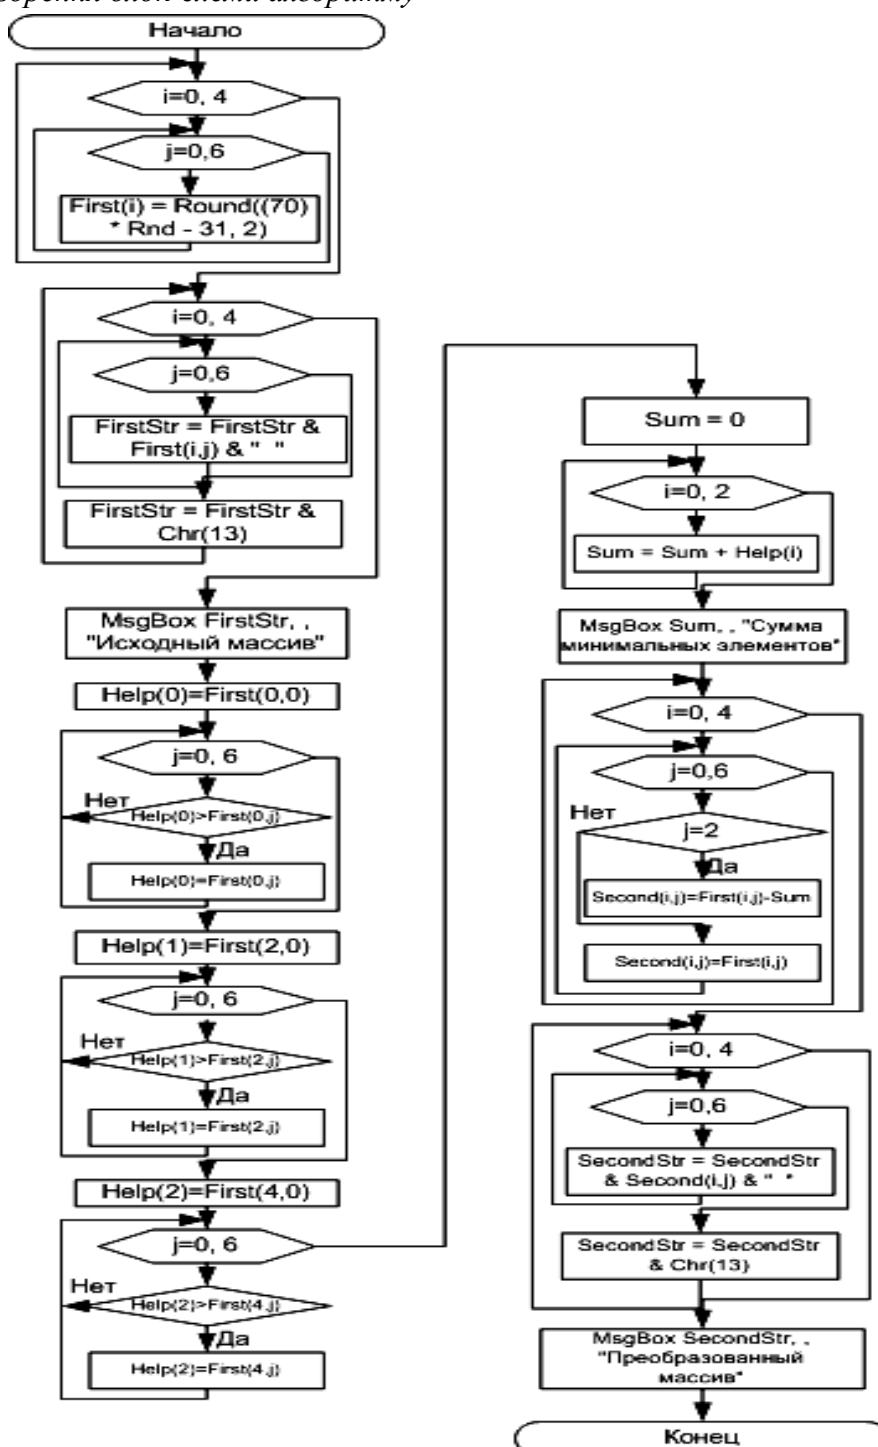 блок-схема алгоритму
Начало
i=0, 4
j=0,6
First(i) = Round((70)
* Rnd - 31, 2)
i=0, 4
j=0,6
FirstStr = FirstStr &
First(i,j) & "  "
FirstStr = FirstStr &
Chr(13)
MsgBox FirstStr, ,
"Исходный массив"
Help(0)=First(0,0)
j=0, 6
Нет
Help(0)>First(0,j)
Да
Help(0)=First(0,j)
Help(1)=First(2,0)
j=0, 6
Нет
Help(1)>First(2,j)
Да
Help(1)=First(2,j)
Help(2)=First(4,0)
j=0, 6
Нет
Help(2)>First(4,j)
Да
Help(2)=First(4,j)
Sum = 0
i=0, 2
Sum = Sum + Help(i)
MsgBox Sum, , "Сумма
минимальных элементов"
i=0, 4
j=0,6
Нет
j=2
Да
Second(i,j)=First(i,j)-Sum
Second(i,j)=First(i,j)
i=0, 4
j=0,6
SecondStr = SecondStr
& Second(i,j) & "  "
SecondStr = SecondStr
& Chr(13)
MsgBox SecondStr, ,
"Преобразованный
массив"
Конец